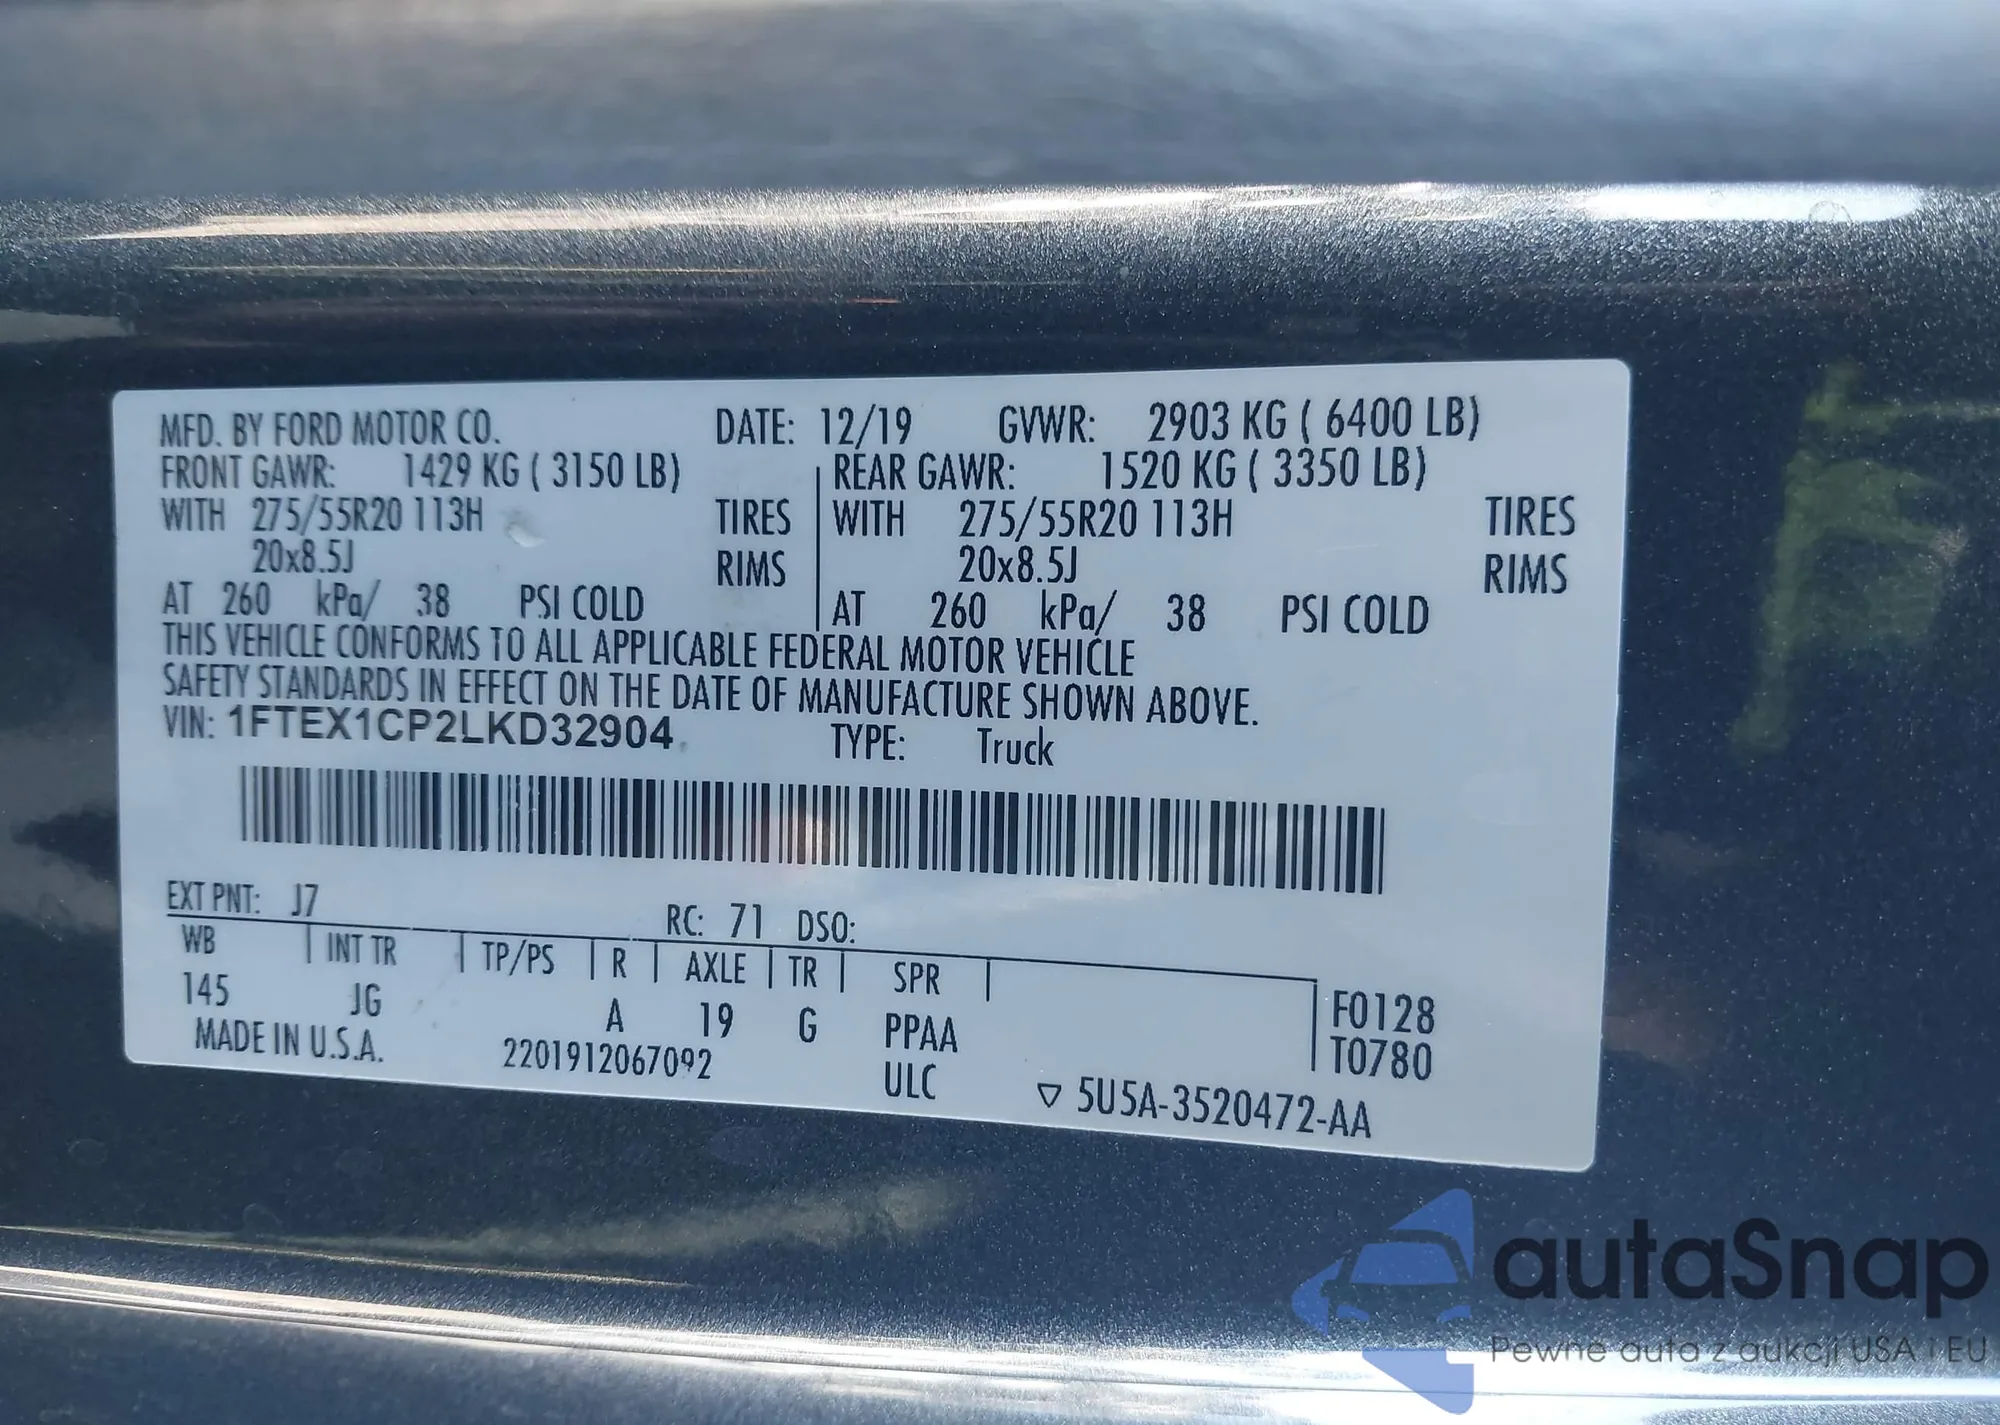 MFD. BY FORD MOTOR CO. DATE: 12/19 GVWR: 2903 KG ( 6400 LB)
FRONT GAWR: 1429 KG ( 3150 LB) REAR GAWR: 1520 KG ( 3350 LB)
WITH 275/55R20 113H TIRES WITH 275/55R20 113H TIRES
20x8.5J RIMS 20x8.5J RIMS
AT 260 kPa/ 38 PSI COLD AT 260 kPa/ 38 PSI COLD
THIS VEHICLE CONFORMS TO ALL APPLICABLE FEDERAL MOTOR VEHICLE
SAFETY STANDARDS IN EFFECT ON THE DATE OF MANUFACTURE SHOWN ABOVE.
VIN: 1FTEX1CP2LKD32904 TYPE: Truck
EXT PNT: J7 RC: 71 DSO:
WB INT TR TP/PS R AXLE TR SPR
145 JG A 19 G PPAA F0128
MADE IN U.S.A. 2201912067092 ULC T0780
▽ 5U5A-3520472-AA
autaSnap
Pewne auta z aukcji USA i EU